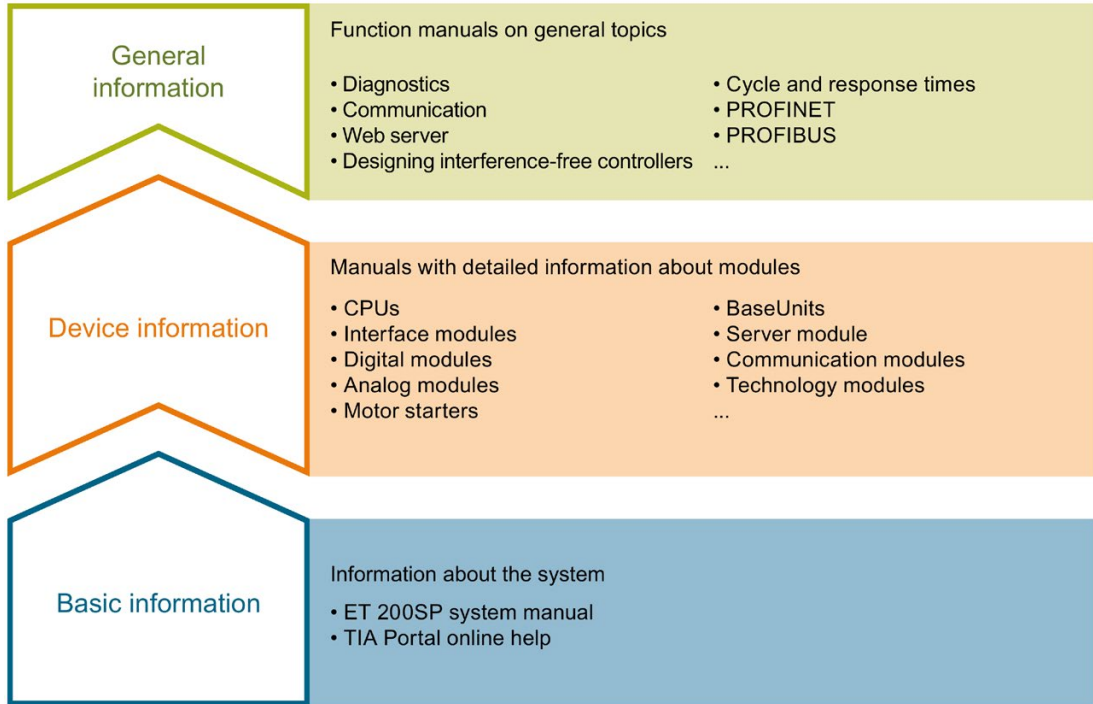 General
information
Function manuals on general topics
• Diagnostics
• Communication
• Web server
• Designing interference-free controllers
• Cycle and response times
• PROFINET
• PROFIBUS
...
Device information
Manuals with detailed information about modules
• CPUs
• Interface modules
• Digital modules
• Analog modules
• Motor starters
• BaseUnits
• Server module
• Communication modules
• Technology modules
...
Basic information
Information about the system
• ET 200SP system manual
• TIA Portal online help